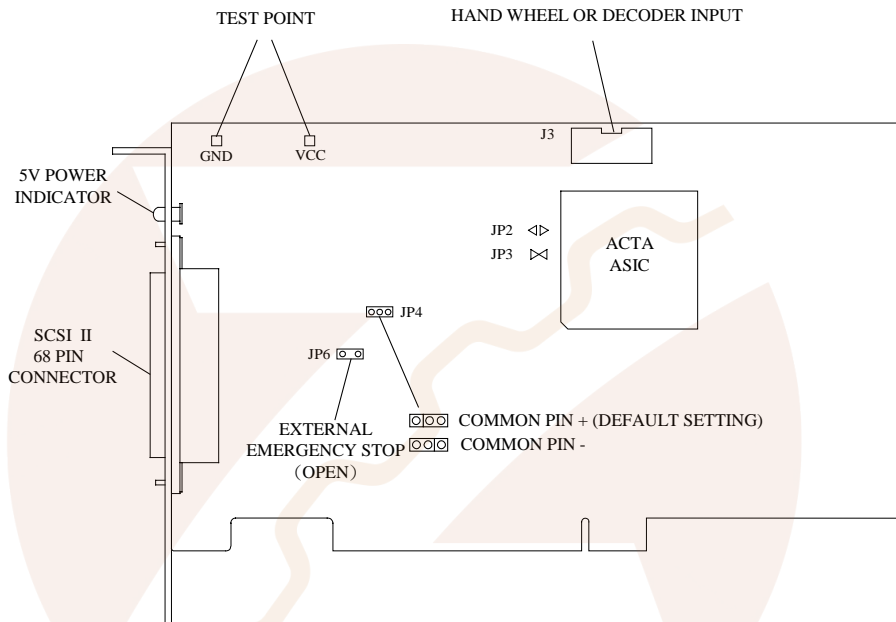 TEST POINT
HAND WHEEL OR DECODER INPUT
J3
GND
VCC
5V POWER
INDICATOR
JP2
JP3
ACTA
ASIC
JP4
SCSI II
68 PIN
CONNECTOR
JP6
COMMON PIN + (DEFAULT SETTING)
COMMON PIN -
EXTERNAL
EMERGENCY STOP
（OPEN）